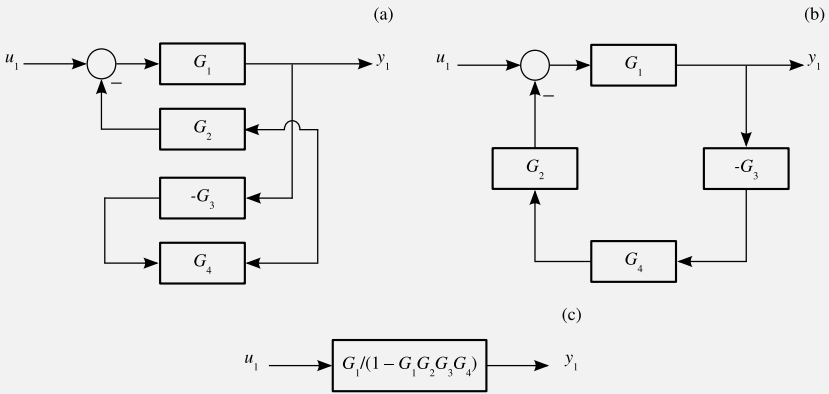 (a)
u₁
G₁
y₁
–
G₂
-G₃
G₄
(b)
u₁
G₁
y₁
–
G₂
-G₃
G₄
(c)
u₁
G₁/(1 – G₁G₂G₃G₄)
y₁